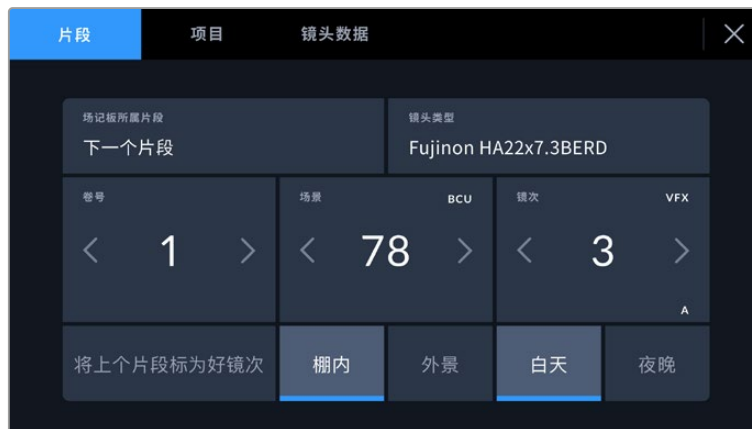 片段 项目 镜头数据
场记板所属片段 镜头类型
下一个片段 Fujinon HA22x7.3BERD
卷号 场景 BCU 镜次 VFX
1 78 3
A
将上个片段标为好镜次 棚内 外景 白天 夜晚